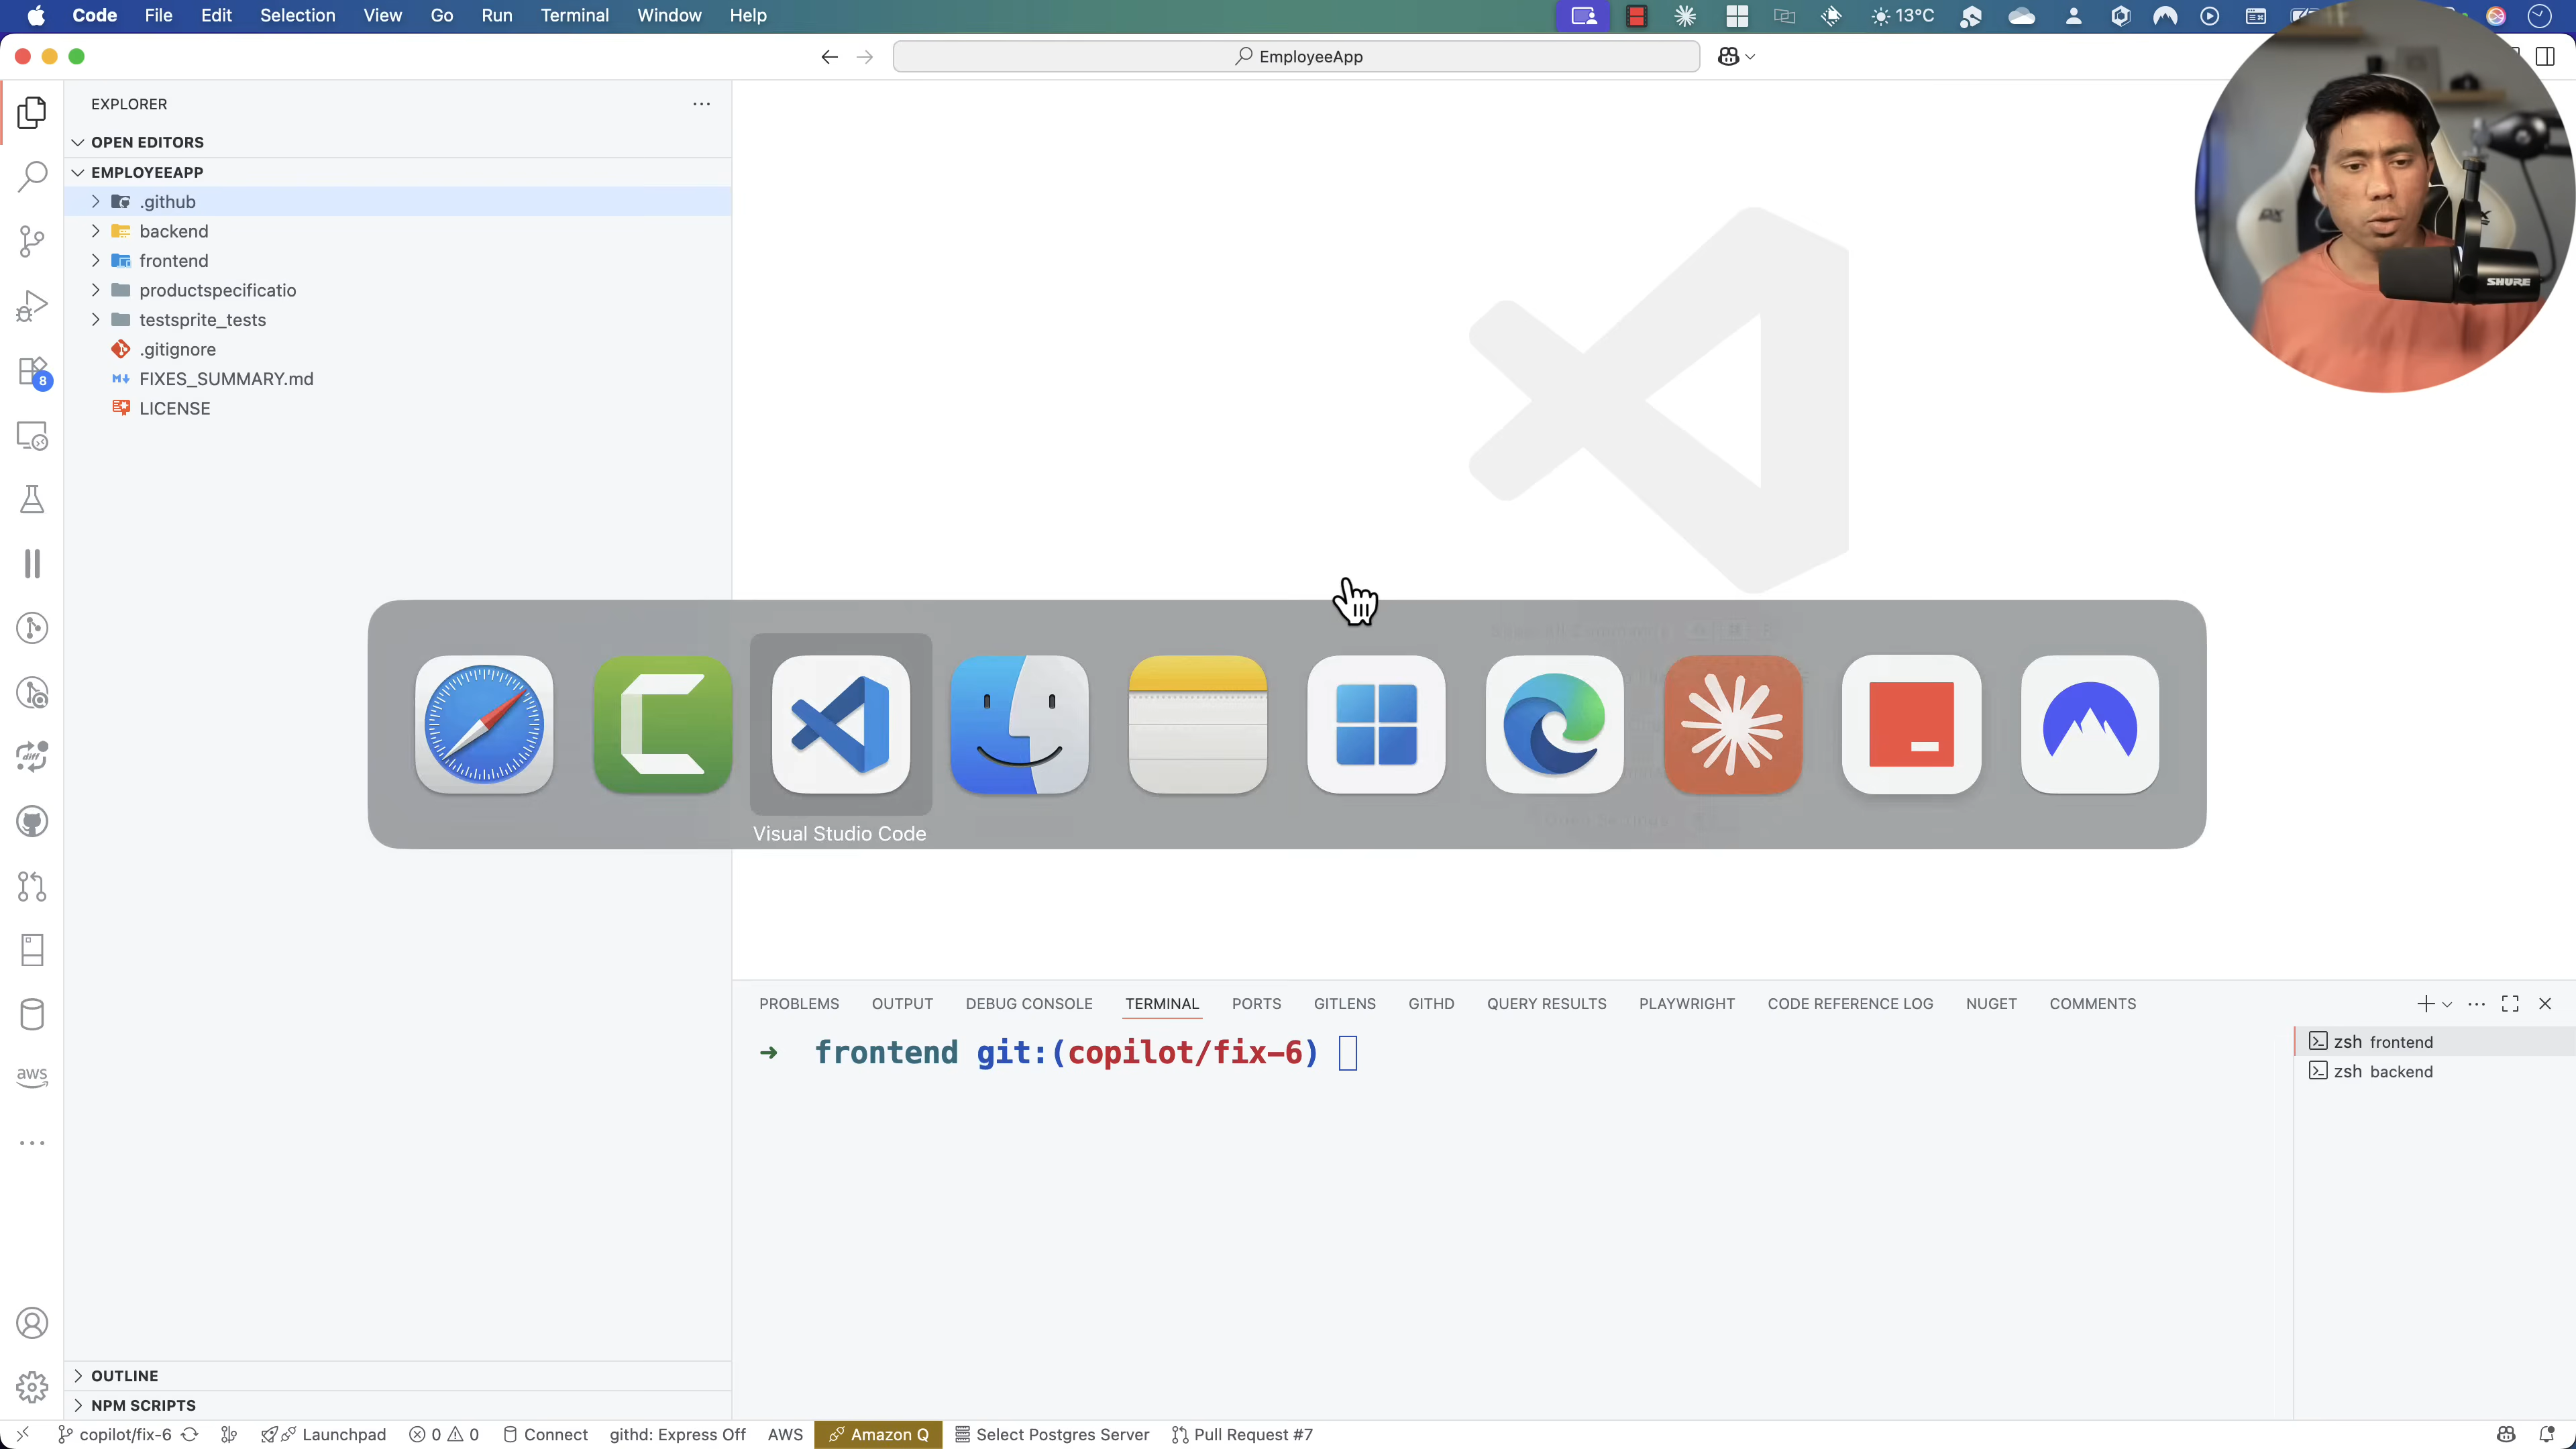 Code File Edit Selection View Go Run Terminal Window Help
13°C
EmployeeApp
EXPLORER
OPEN EDITORS
EMPLOYEEAPP
.github
backend
frontend
productspecificatio
testsprite_tests
.gitignore
FIXES_SUMMARY.md
LICENSE
8
diff
aws
SHURE
Visual Studio Code
PROBLEMS OUTPUT DEBUG CONSOLE TERMINAL PORTS GITLENS GITHD QUERY RESULTS PLAYWRIGHT CODE REFERENCE LOG NUGET COMMENTS
➜ frontend git:(copilot/fix-6)
zsh frontend
zsh backend
OUTLINE
NPM SCRIPTS
copilot/fix-6 Launchpad 0 0 Connect githd: Express Off AWS Amazon Q Select Postgres Server Pull Request #7